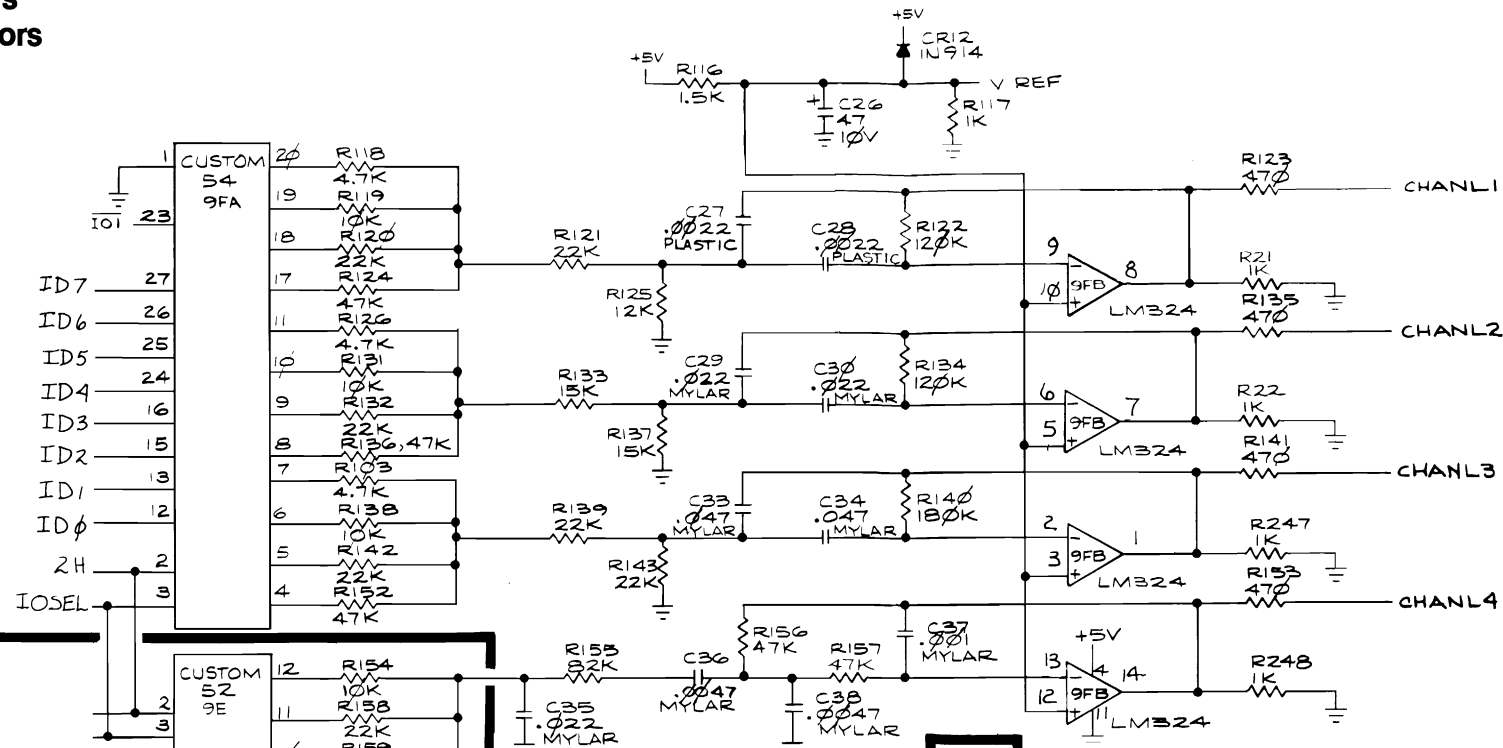 s
ors
+5V
CR12
1N914
+5V
R116
1.5K
V REF
+
C26
47
10V
R117
1K
1
CUSTOM
54
9FA
20
R118
4.7K
19
R119
10K
18
R120
22K
17
R124
47K
11
R126
4.7K
10
R131
10K
9
R132
22K
8
R136, 47K
7
R103
4.7K
6
R138
10K
5
R142
22K
4
R152
47K
IO1
23
ID7
27
ID6
26
ID5
25
ID4
24
ID3
16
ID2
15
ID1
13
ID0
12
2H
2
IOSEL
3
R121
22K
R125
12K
C27
.0022
PLASTIC
C28
.0022
PLASTIC
R122
120K
9
10
-
+
9FB
8
LM324
R123
470
CHANL1
R21
1K
R133
15K
R137
15K
C29
.022
MYLAR
C30
.022
MYLAR
R134
120K
6
5
-
+
9FB
7
LM324
R135
470
CHANL2
R22
1K
R139
22K
R143
22K
C33
.047
MYLAR
C34
.047
MYLAR
R140
180K
2
3
-
+
9FB
1
LM324
R141
470
CHANL3
R247
1K
CUSTOM
52
9E
2
3
12
R154
10K
11
R158
22K
R159
C35
.022
MYLAR
R155
82K
C36
.0047
MYLAR
R156
47K
R157
47K
C38
.0047
MYLAR
C37
.001
MYLAR
+5V
4
13
12
-
+
9FB
14
11
LM324
R153
470
CHANL4
R248
1K